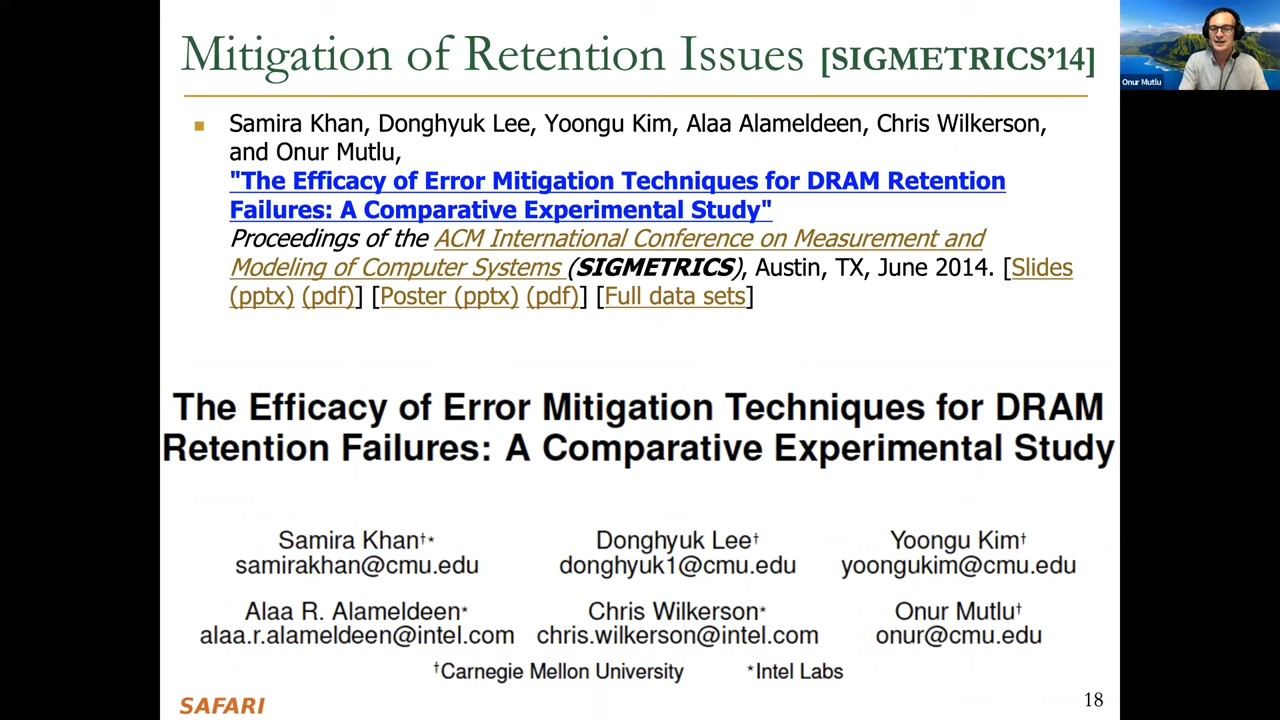 Mitigation of Retention Issues [SIGMETRICS’14]
Onur Mutlu
Samira Khan, Donghyuk Lee, Yoongu Kim, Alaa Alameldeen, Chris Wilkerson,
and Onur Mutlu,
"The Efficacy of Error Mitigation Techniques for DRAM Retention
Failures: A Comparative Experimental Study"
Proceedings of the ACM International Conference on Measurement and
Modeling of Computer Systems (SIGMETRICS), Austin, TX, June 2014. [Slides
(pptx) (pdf)] [Poster (pptx) (pdf)] [Full data sets]
The Efficacy of Error Mitigation Techniques for DRAM
Retention Failures: A Comparative Experimental Study
Samira Khan†⋆ Donghyuk Lee† Yoongu Kim†
samirakhan@cmu.edu donghyuk1@cmu.edu yoongukim@cmu.edu
Alaa R. Alameldeen⋆ Chris Wilkerson⋆ Onur Mutlu†
alaa.r.alameldeen@intel.com chris.wilkerson@intel.com onur@cmu.edu
†Carnegie Mellon University ⋆Intel Labs
SAFARI 18